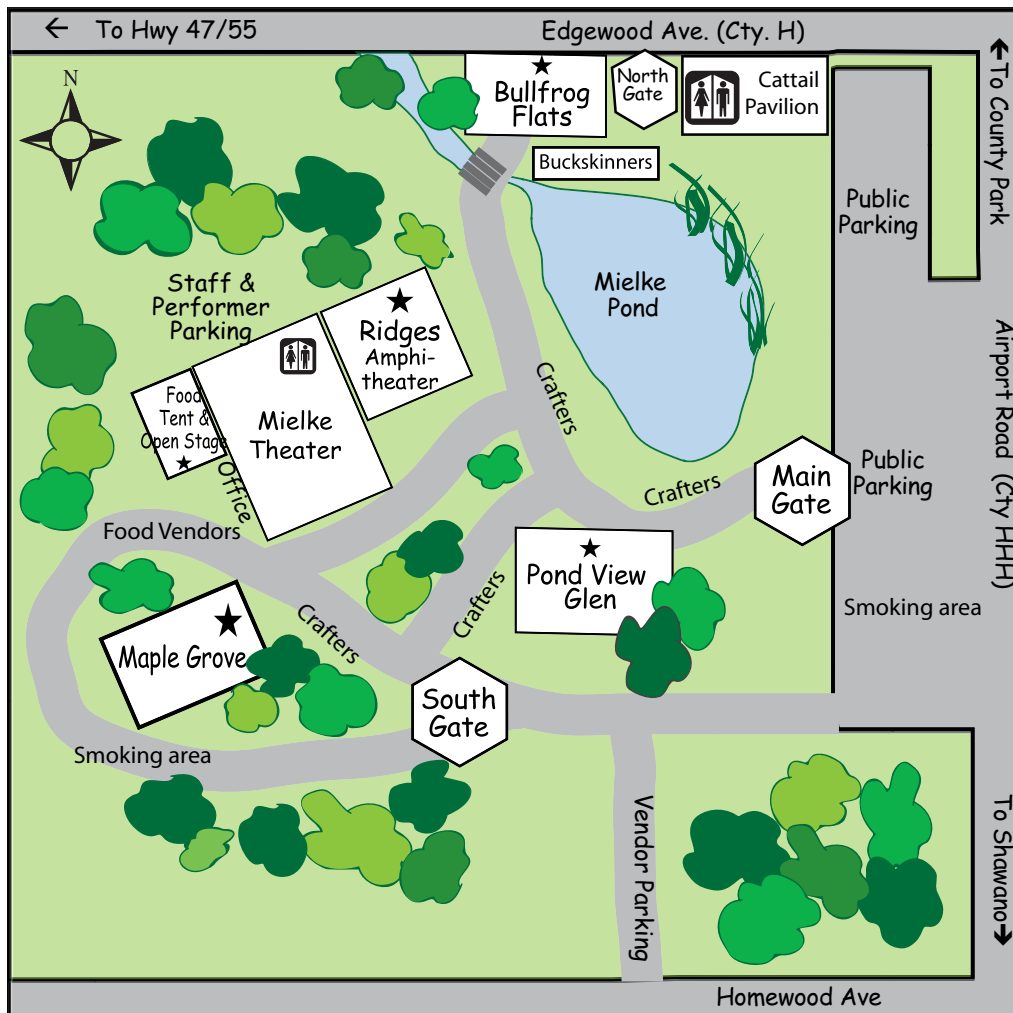 ← To Hwy 47/55
Edgewood Ave. (Cty. H)
N
Bullfrog
Flats
North
Gate
Cattail
Pavilion
← To County Park
Buckskinners
Public
Parking
Mielke
Pond
Staff &
Performer
Parking
Ridges
Amphi-
theater
Food
Tent &
Open Stage
Mielke
Theater
Office
Crafters
Airport Road (Cty HHH)
Crafters
Main
Gate
Public
Parking
Food Vendors
Pond View
Glen
Crafters
Crafters
Smoking area
Maple Grove
South
Gate
Smoking area
Vendor Parking
To Shawano→
Homewood Ave